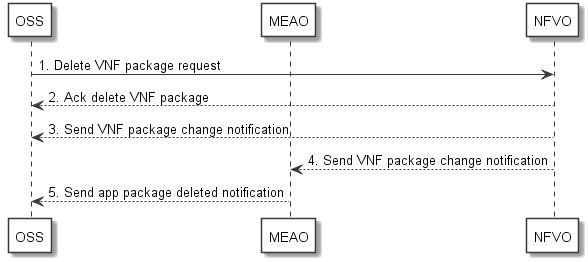 OSS
MEAO
NFVO
1. Delete VNF package request
2. Ack delete VNF package
3. Send VNF package change notification
4. Send VNF package change notification
5. Send app package deleted notification
OSS
MEAO
NFVO